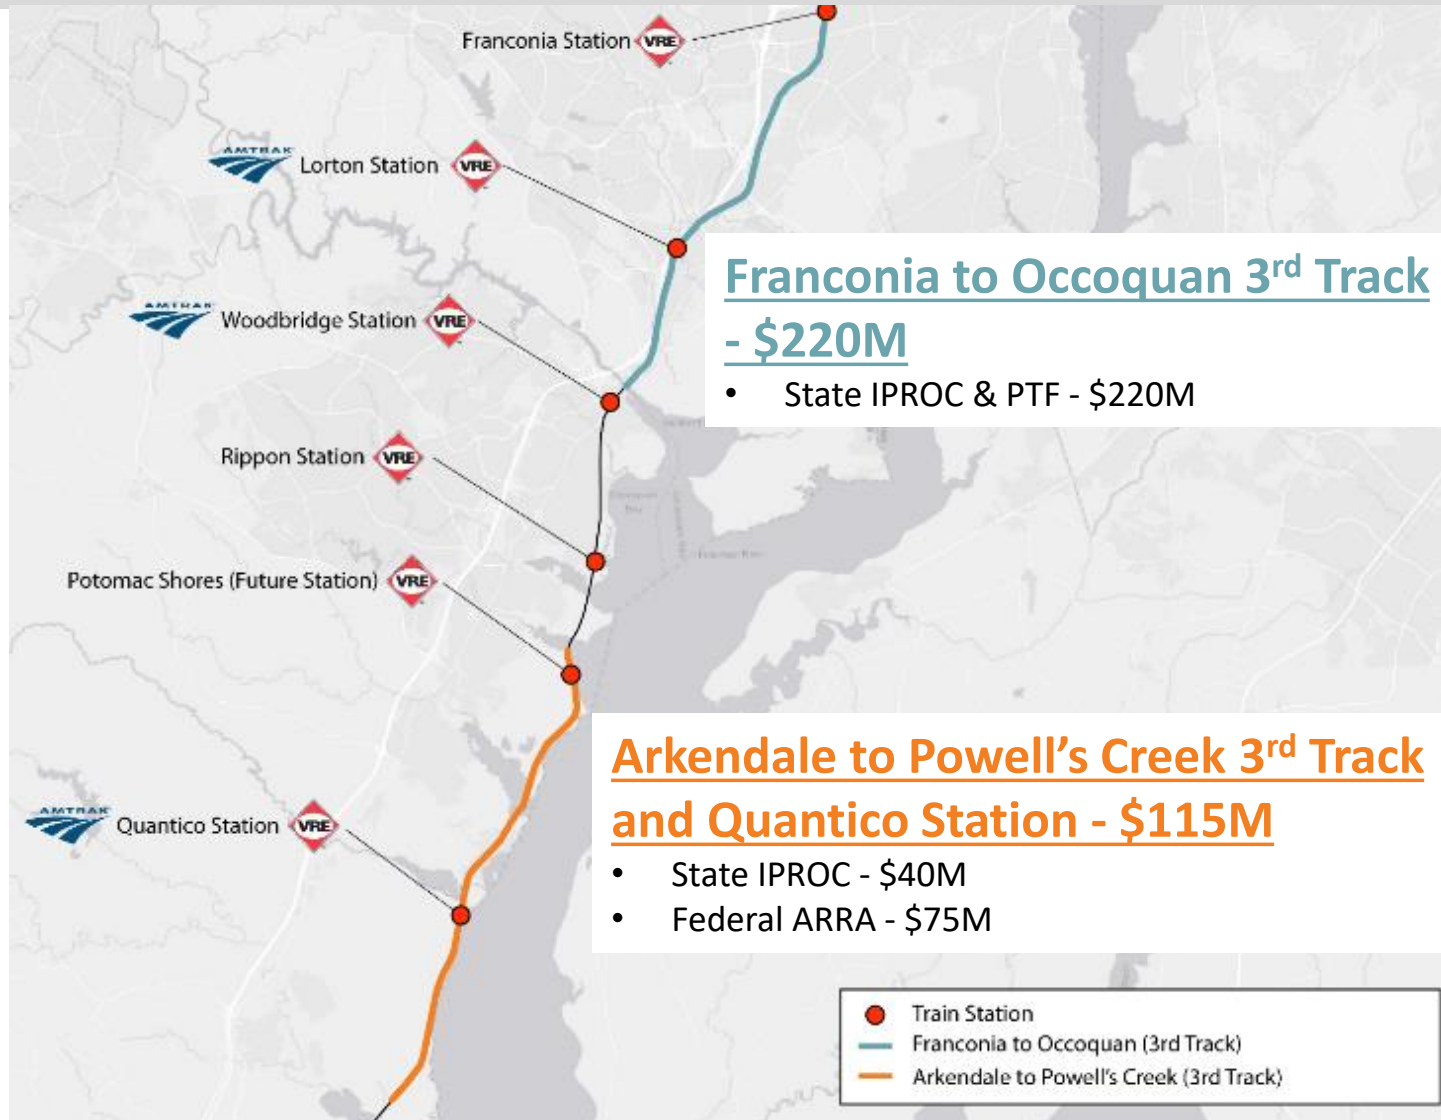 Franconia Station VRE
AMTRAK Lorton Station VRE
Franconia to Occoquan 3rd Track
- $220M
• State IPROC & PTF - $220M
AMTRAK Woodbridge Station VRE
Rippon Station VRE
Potomac Shores (Future Station) VRE
Arkendale to Powell’s Creek 3rd Track
and Quantico Station - $115M
• State IPROC - $40M
• Federal ARRA - $75M
AMTRAK Quantico Station VRE
Train Station
Franconia to Occoquan (3rd Track)
Arkendale to Powell’s Creek (3rd Track)